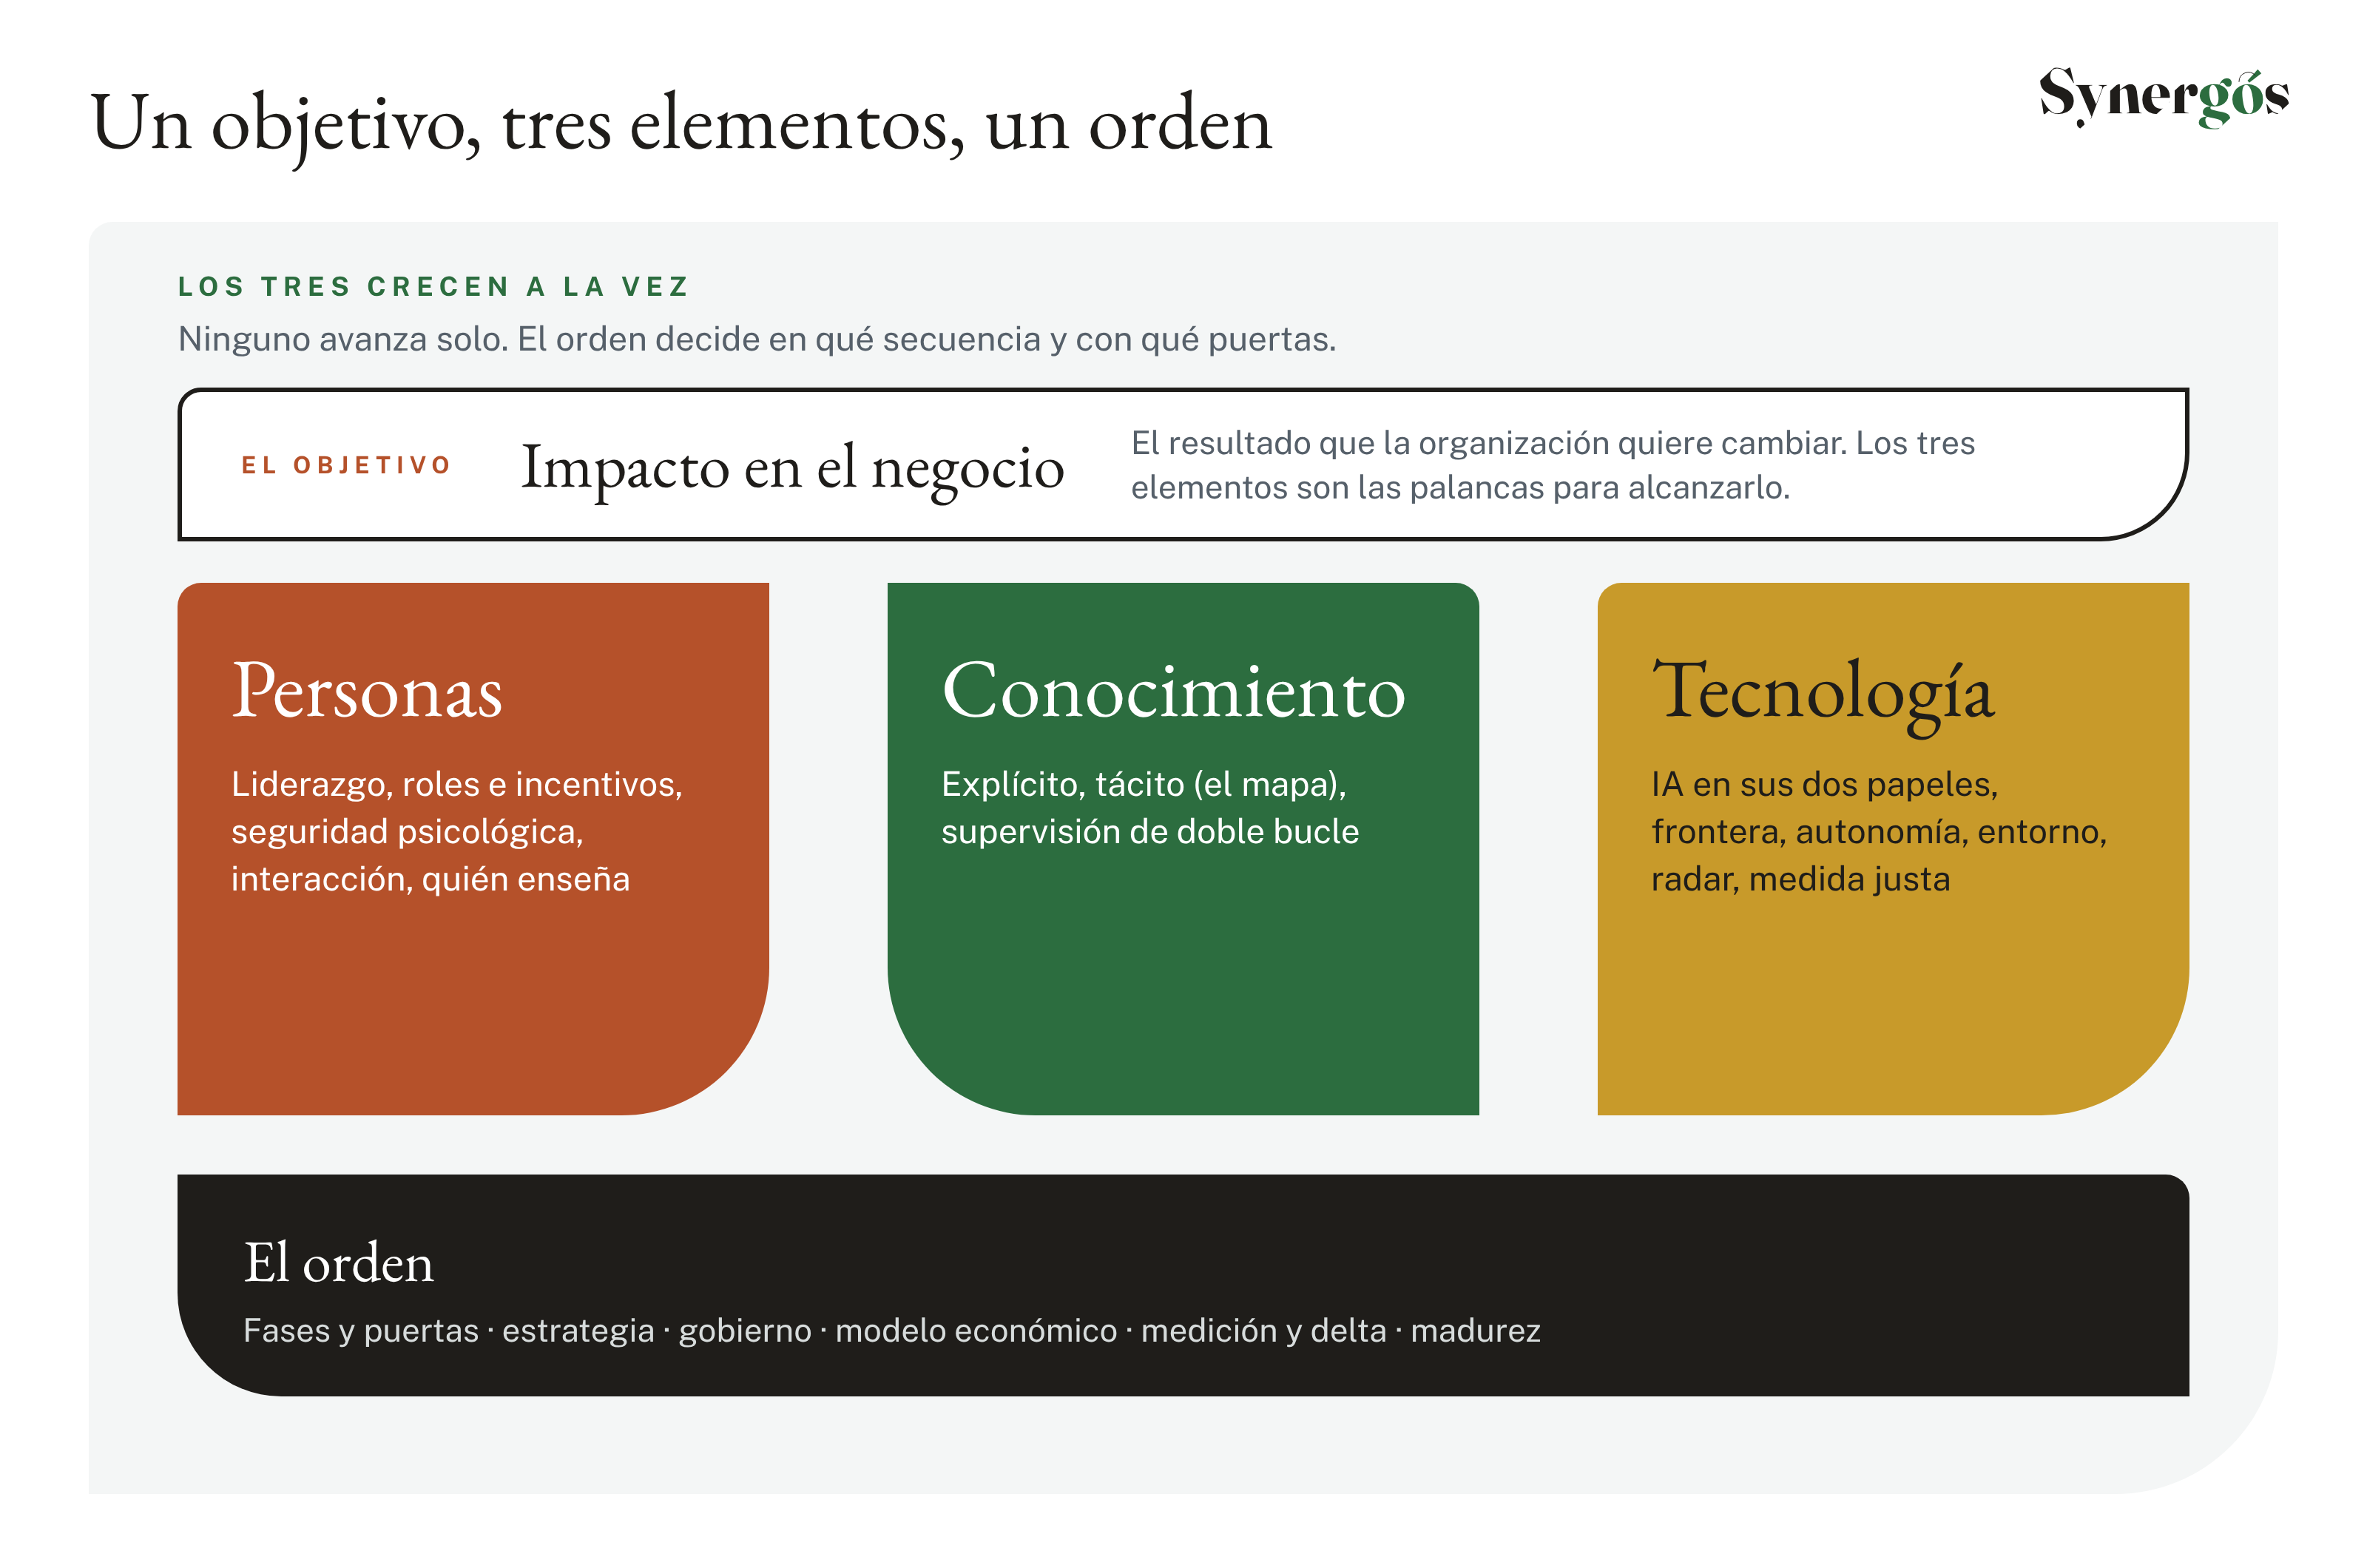 Un objetivo, tres elementos, un orden
Synergós
LOS TRES CRECEN A LA VEZ
Ninguno avanza solo. El orden decide en qué secuencia y con qué puertas.
EL OBJETIVO
Impacto en el negocio
El resultado que la organización quiere cambiar. Los tres
elementos son las palancas para alcanzarlo.
Personas
Liderazgo, roles e incentivos,
seguridad psicológica,
interacción, quién enseña
Conocimiento
Explícito, tácito (el mapa),
supervisión de doble bucle
Tecnología
IA en sus dos papeles,
frontera, autonomía, entorno,
radar, medida justa
El orden
Fases y puertas · estrategia · gobierno · modelo económico · medición y delta · madurez